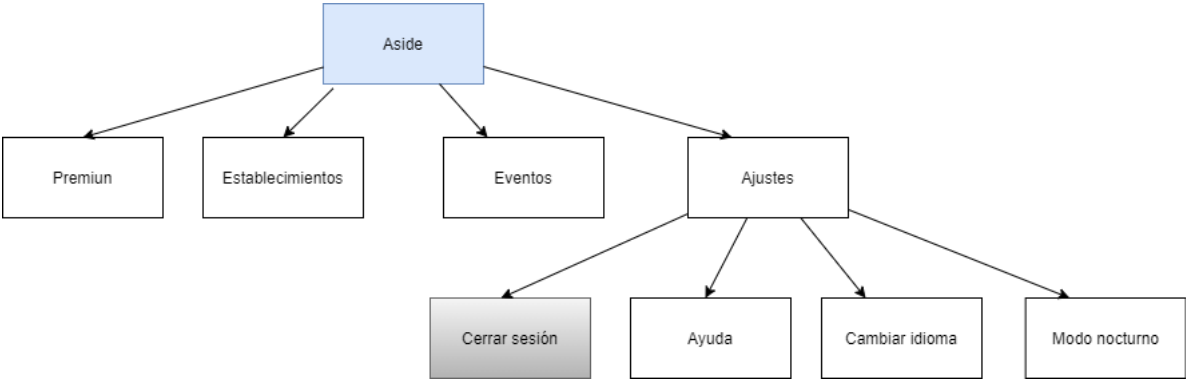 Aside
Premiun
Establecimientos
Eventos
Ajustes
Cerrar sesión
Ayuda
Cambiar idioma
Modo nocturno